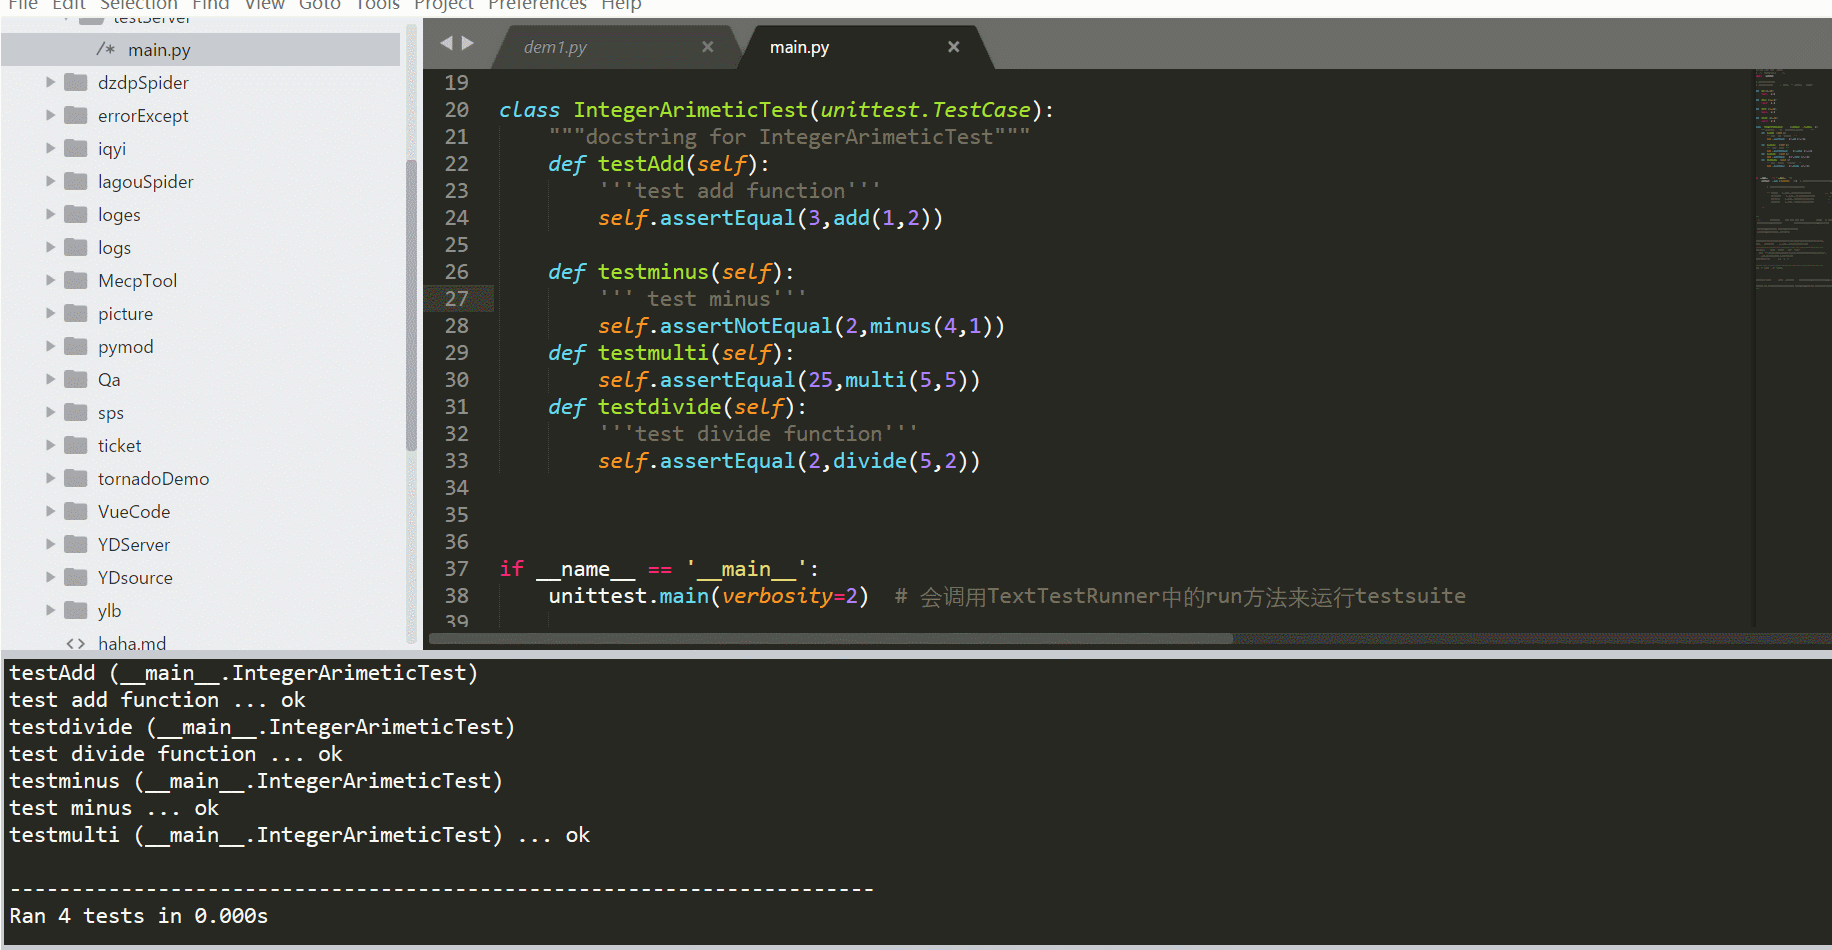 File Edit Selection Find View Goto Tools Project Preferences Help
testServer
/* main.py
dzdpSpider
errorExcept
iqyi
lagouSpider
loges
logs
MecpTool
picture
pymod
Qa
sps
ticket
tornadoDemo
VueCode
YDServer
YDsource
ylb
<> haha.md
dem1.py × main.py ×
19
20 class IntegerArimeticTest(unittest.TestCase):
21 """docstring for IntegerArimeticTest"""
22 def testAdd(self):
23 '''test add function'''
24 self.assertEqual(3,add(1,2))
25
26 def testminus(self):
27 ''' test minus'''
28 self.assertNotEqual(2,minus(4,1))
29 def testmulti(self):
30 self.assertEqual(25,multi(5,5))
31 def testdivide(self):
32 '''test divide function'''
33 self.assertEqual(2,divide(5,2))
34
35
36
37 if __name__ == '__main__':
38 unittest.main(verbosity=2) # 会调用TextTestRunner中的run方法来运行testsuite
39
testAdd (__main__.IntegerArimeticTest)
test add function ... ok
testdivide (__main__.IntegerArimeticTest)
test divide function ... ok
testminus (__main__.IntegerArimeticTest)
test minus ... ok
testmulti (__main__.IntegerArimeticTest) ... ok
----------------------------------------------------------------------
Ran 4 tests in 0.000s